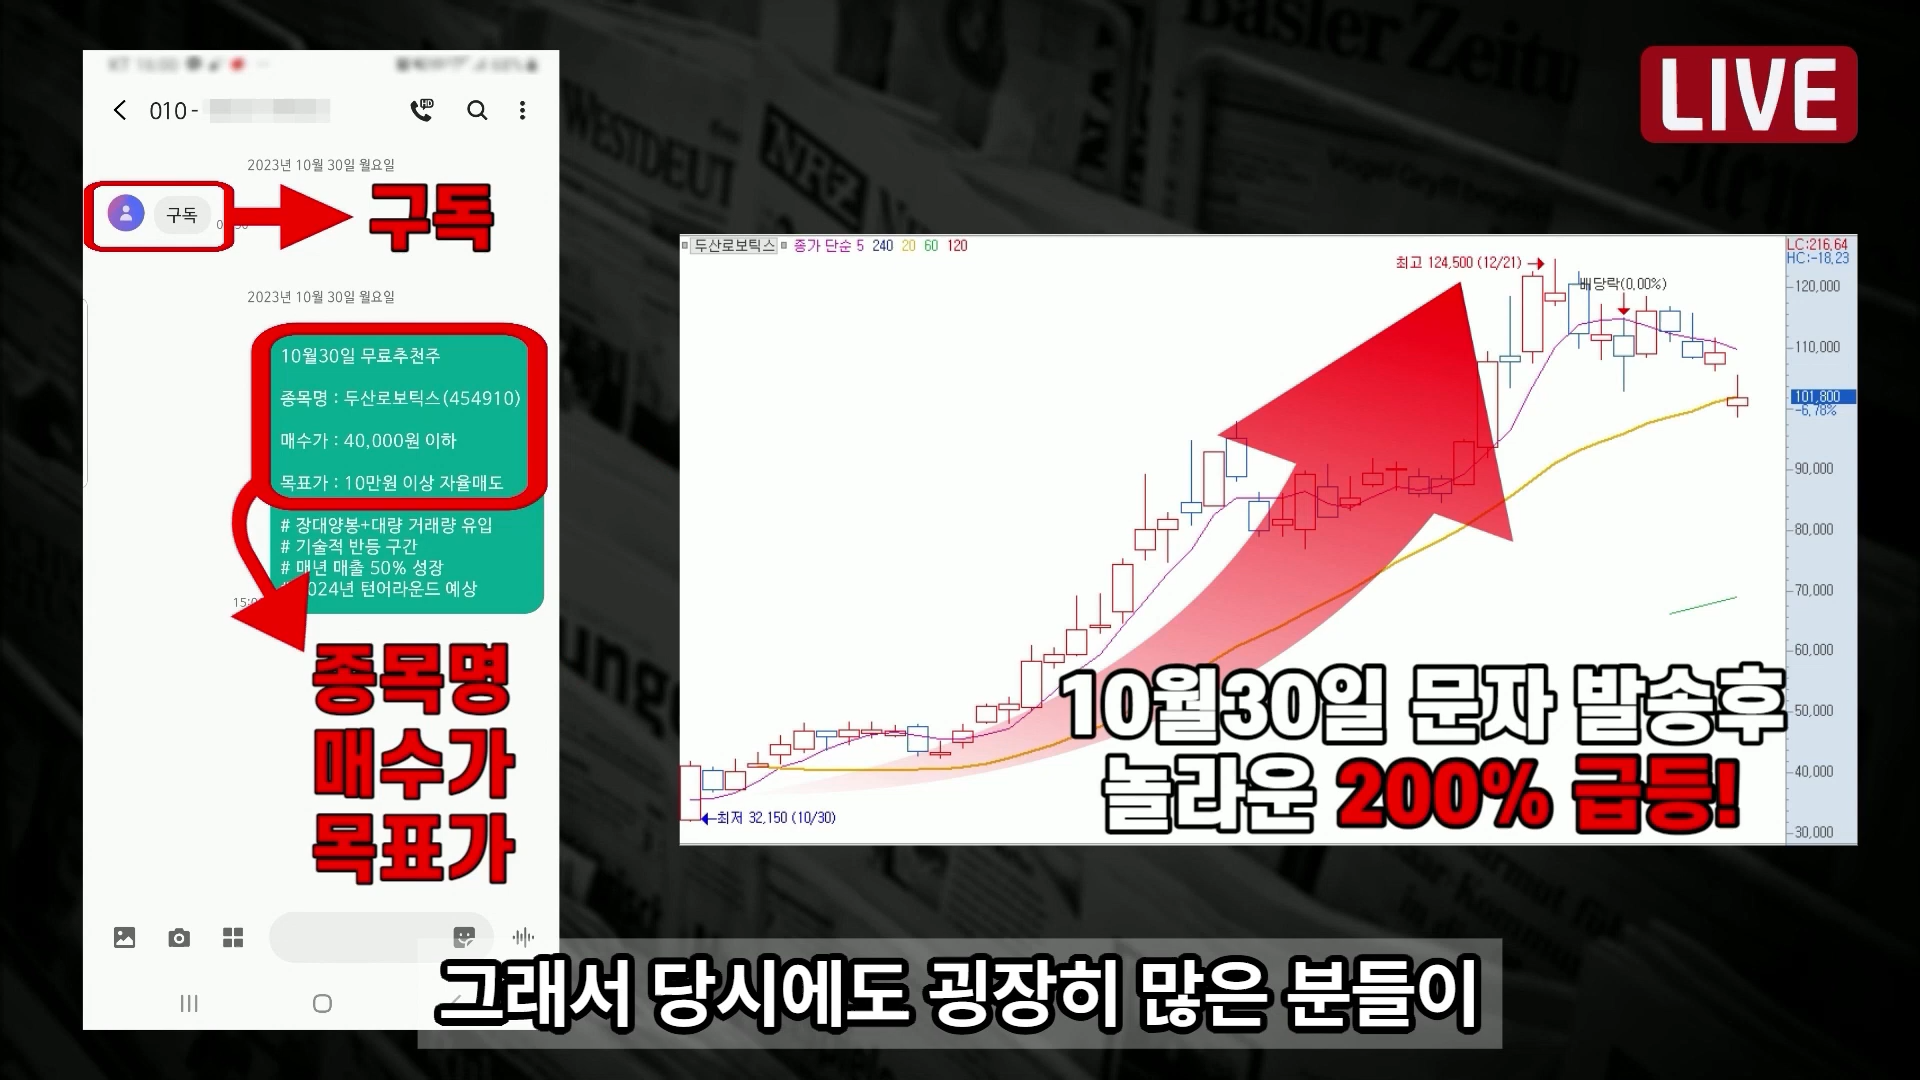 LIVE
010-
2023년 10월 30일 월요일
구독
구독
2023년 10월 30일 월요일
10월30일 무료추천주
종목명 : 두산로보틱스(454910)
매수가 : 40,000원 이하
목표가 : 10만원 이상 자율매도
# 장대양봉+대량 거래량 유입
# 기술적 반등 구간
# 매년 매출 50% 성장
024년 턴어라운드 예상
종목명
매수가
목표가
두산로보틱스 종가 단순 5 240 20 60 120
LC:216,64
HC:-18,23
최고 124,500 (12/21)
배당락(0,00%)
120,000
110,000
101,800
-6,78%
90,000
80,000
70,000
60,000
50,000
40,000
30,000
최저 32,150 (10/30)
10월30일 문자 발송후
놀라운 200% 급등!
그래서 당시에도 굉장히 많은 분들이
Basler Zeitu
WESTDEUT
NRZ